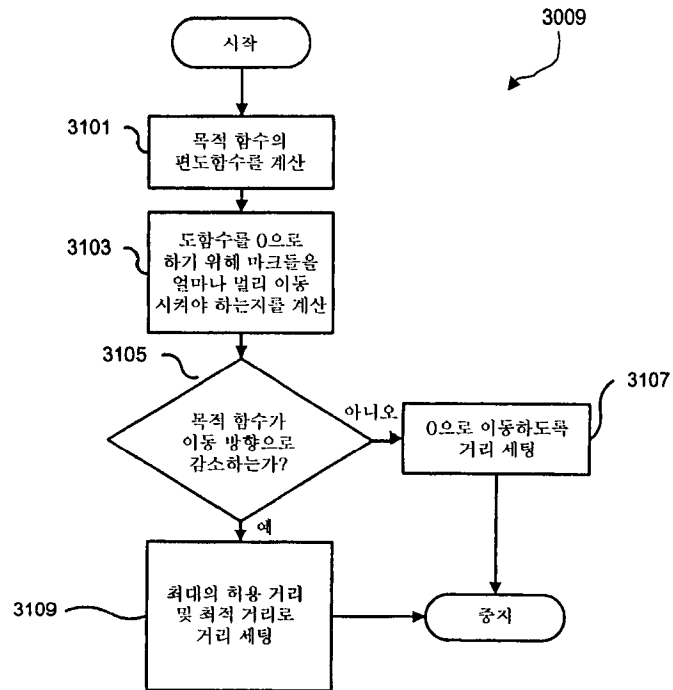 시작
3009
3101
목적 함수의
편도함수를 계산
3103
도함수를 0으로
하기 위해 마크들을
얼마나 멀리 이동
시켜야 하는지를 계산
3105
목적 함수가
이동 방향으로
감소하는가?
아니오
3107
0으로 이동하도록
거리 세팅
예
3109
최대의 허용 거리
및 최적 거리로
거리 세팅
중지